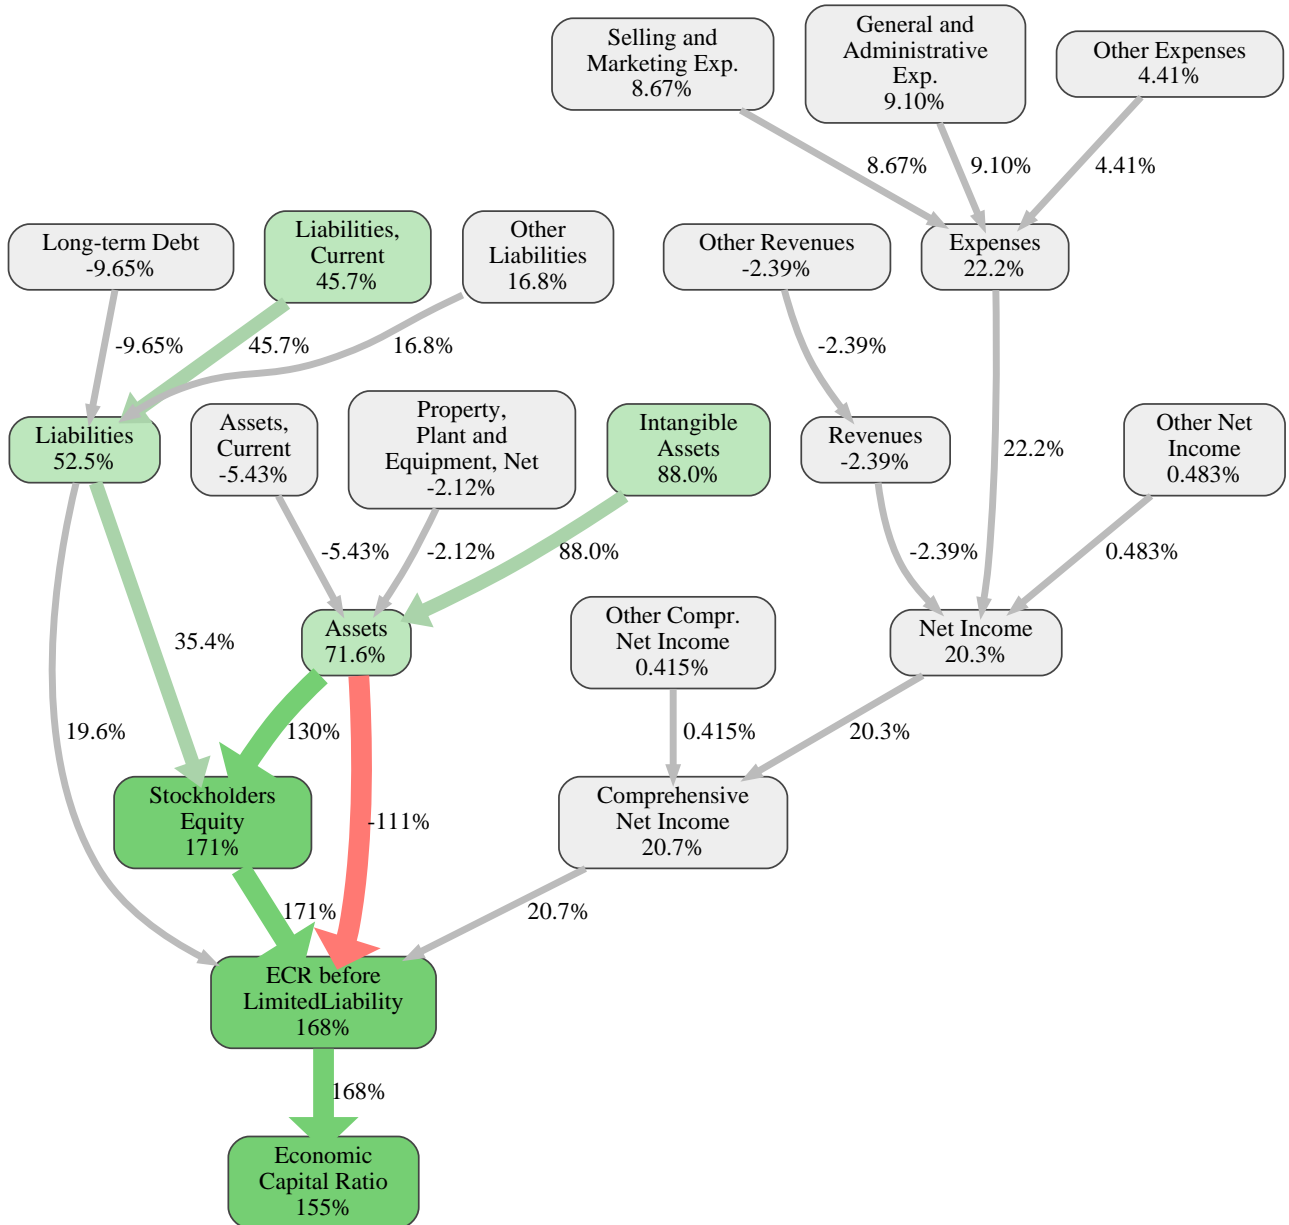 Selling and
Marketing Exp.
8.67%
General and
Administrative
Exp.
9.10%
Other Expenses
4.41%
8.67%
9.10%
4.41%
Long-term Debt
-9.65%
Liabilities,
Current
45.7%
Other
Liabilities
16.8%
Other Revenues
-2.39%
Expenses
22.2%
-9.65%
45.7%
16.8%
-2.39%
Liabilities
52.5%
Assets,
Current
-5.43%
Property,
Plant and
Equipment, Net
-2.12%
Intangible
Assets
88.0%
Revenues
-2.39%
22.2%
Other Net
Income
0.483%
-5.43%
-2.12%
88.0%
-2.39%
0.483%
35.4%
Assets
71.6%
Other Compr.
Net Income
0.415%
Net Income
20.3%
19.6%
130%
0.415%
20.3%
Stockholders
Equity
171%
-111%
Comprehensive
Net Income
20.7%
171%
20.7%
ECR before
LimitedLiability
168%
168%
Economic
Capital Ratio
155%